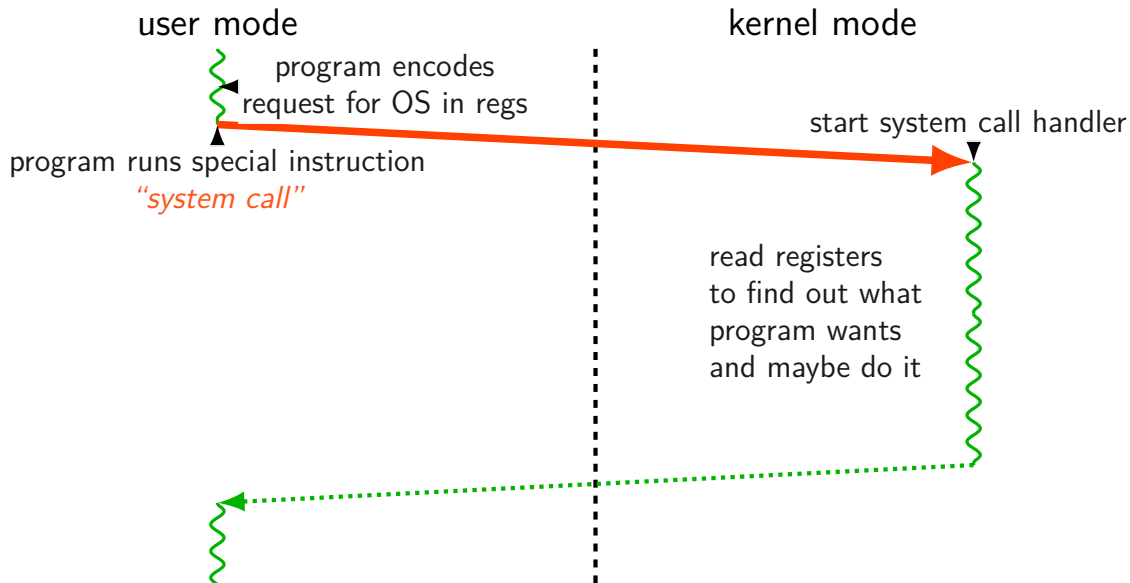 user mode
kernel mode
program encodes
request for OS in regs
start system call handler
program runs special instruction
“system call”
read registers
to find out what
program wants
and maybe do it